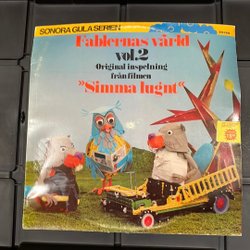 SONORA GULA SERIEN
Fablernas värld
vol.2
Original inspelning
från filmen
"Simma lugnt"